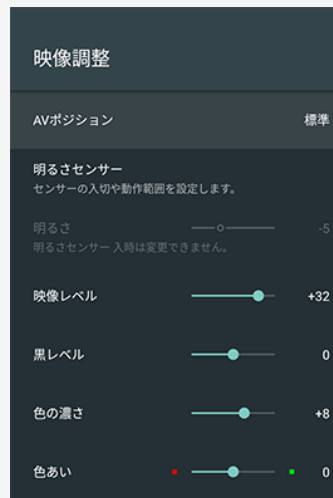 映像調整
AVポジション 標準
明るさセンサー
センサーの入切や動作範囲を設定します。
明るさ -5
明るさセンサー 入時は変更できません。
映像レベル +32
黒レベル 0
色の濃さ +8
色あい 0